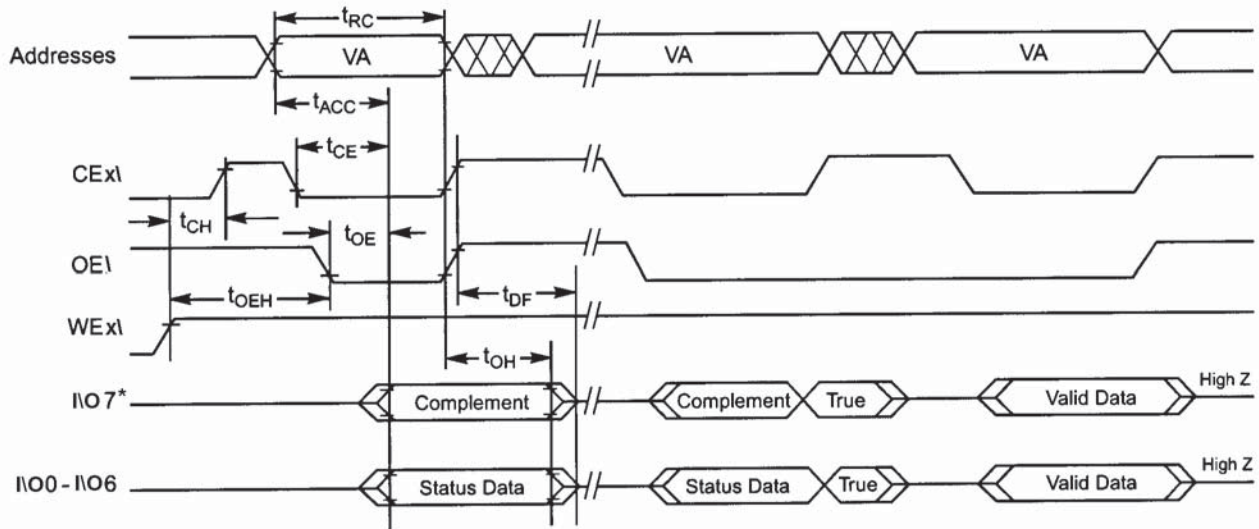 tRC
Addresses VA VA VA
tACC
tCE
CEx\
tCH
tOE
OE\
tOEH tDF
WEx\
tOH
I\O 7* Complement Complement True Valid Data High Z
I\O0 - I\O6 Status Data Status Data True Valid Data High Z